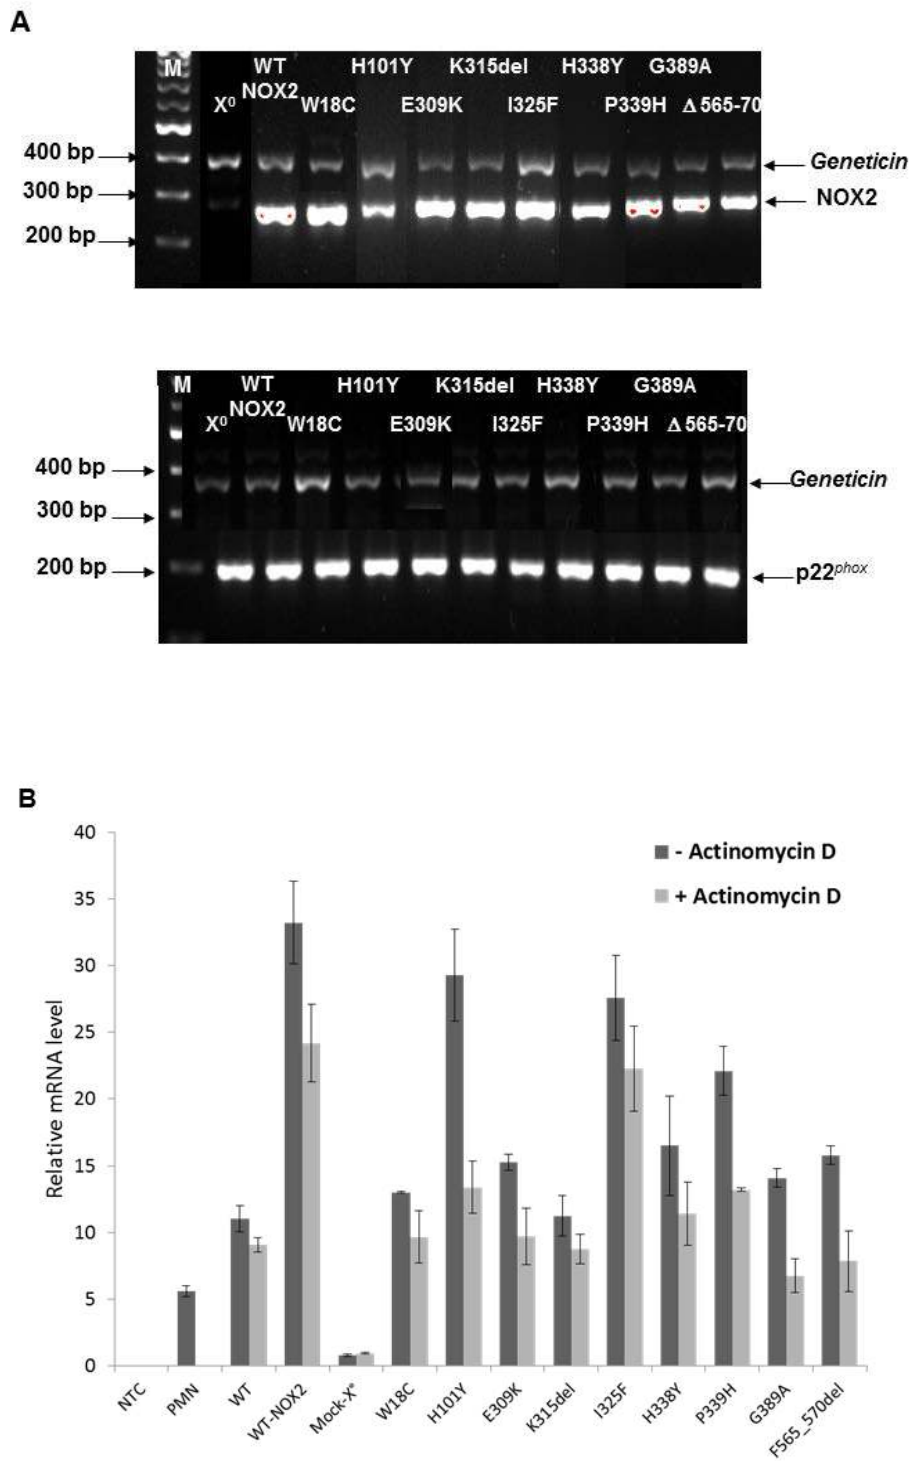 A
M WT H101Y K315del H338Y G389A
X⁰ NOX2 W18C E309K I325F P339H Δ 565-70
400 bp Geneticin
300 bp NOX2
200 bp
M WT H101Y K315del H338Y G389A
NOX2
X⁰ W18C E309K I325F P339H Δ 565-70
400 bp Geneticin
300 bp
200 bp p22phox
B
40
- Actinomycin D
+ Actinomycin D
35
30
25
20
15
10
5
0
Relative mRNA level
NTC PMN WT WT-NOX2 Mock-X° W18C H101Y E309K K315del I325F H338Y P339H G389A F565_570del